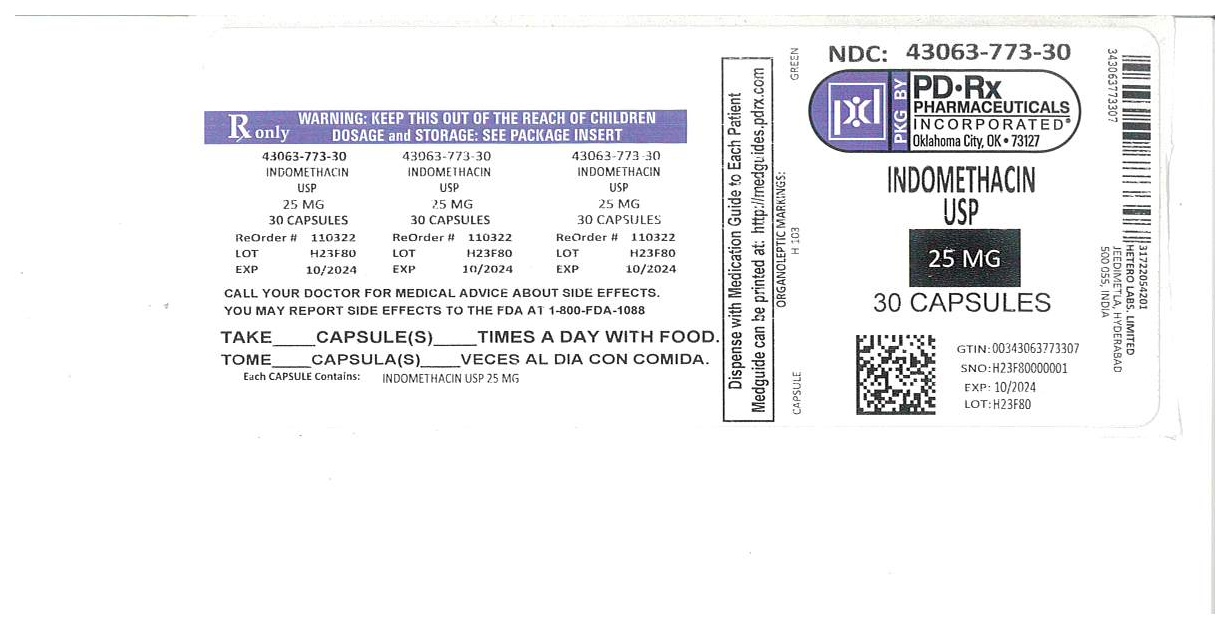 Rx only
WARNING: KEEP THIS OUT OF THE REACH OF CHILDREN
DOSAGE and STORAGE: SEE PACKAGE INSERT
43063-773-30 43063-773-30 43063-773-30
INDOMETHACIN INDOMETHACIN INDOMETHACIN
USP USP USP
25 MG 25 MG 25 MG
30 CAPSULES 30 CAPSULES 30 CAPSULES
ReOrder # 110322 ReOrder # 110322 ReOrder # 110322
LOT H23F80 LOT H23F80 LOT H23F80
EXP 10/2024 EXP 10/2024 EXP 10/2024
CALL YOUR DOCTOR FOR MEDICAL ADVICE ABOUT SIDE EFFECTS.
YOU MAY REPORT SIDE EFFECTS TO THE FDA AT 1-800-FDA-1088
TAKE____CAPSULE(S)____TIMES A DAY WITH FOOD.
TOME____CAPSULA(S)____VECES AL DIA CON COMIDA.
Each CAPSULE Contains: INDOMETHACIN USP 25 MG
Dispense with Medication Guide to Each Patient
Medguide can be printed at: http://medguides.pdrx.com
ORGANOLEPTIC MARKINGS:
CAPSULE H 103 GREEN
NDC: 43063-773-30
PKG BY
PD·Rx
PHARMACEUTICALS
INCORPORATED®
Oklahoma City, OK • 73127
INDOMETHACIN
USP
25 MG
30 CAPSULES
GTIN:00343063773307
SNO:H23F80000001
EXP: 10/2024
LOT:H23F80
343063773307
31722054201
HETERO LABS. LIMITED
JEEDIMETLA, HYDERABAD
500 055, INDIA